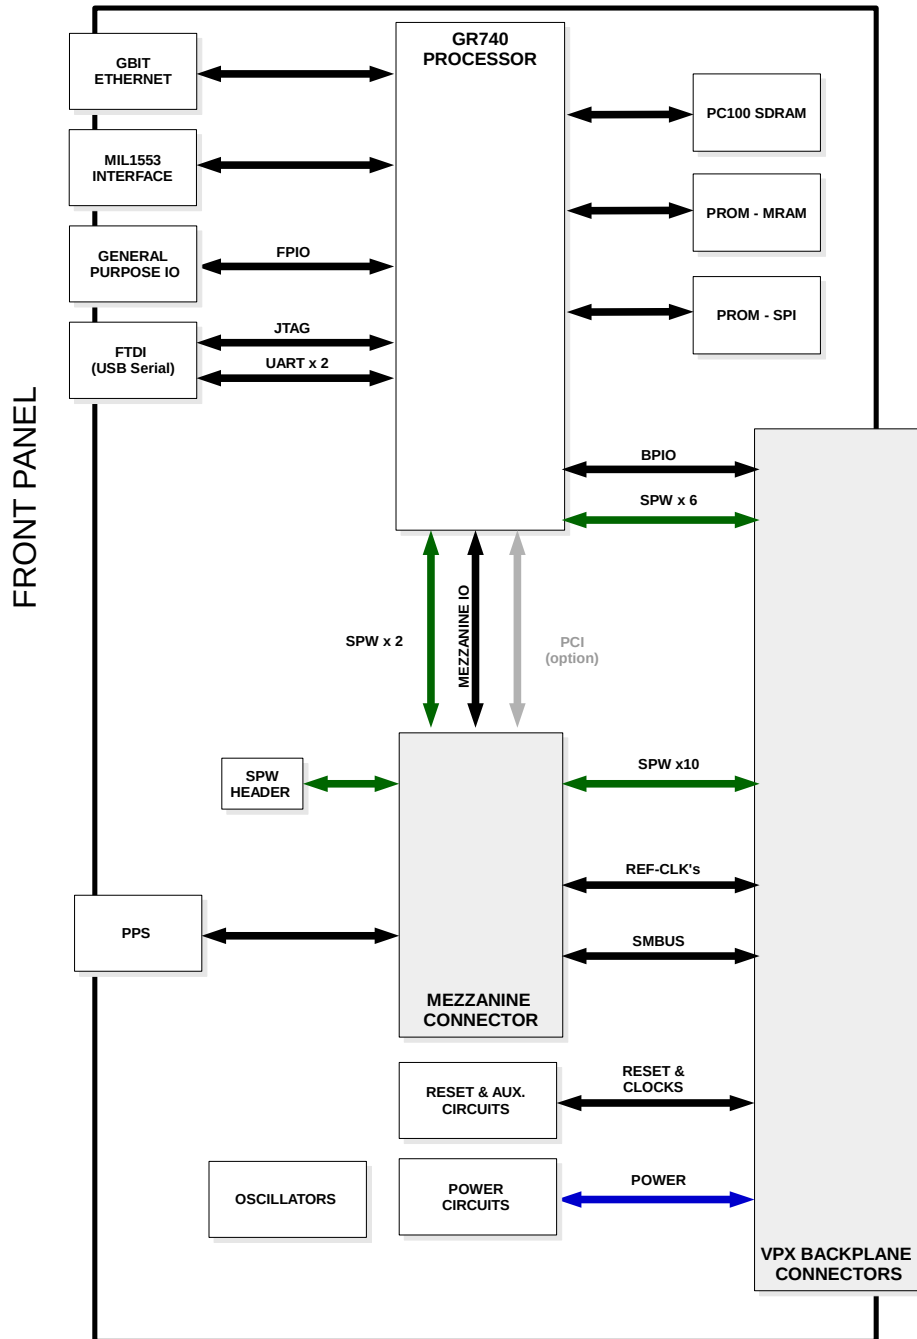 GR740
PROCESSOR
GBIT
ETHERNET
PC100 SDRAM
MIL1553
INTERFACE
PROM - MRAM
GENERAL
PURPOSE IO
FPIO
PROM - SPI
JTAG
FTDI
(USB Serial)
UART x 2
FRONT PANEL
BPIO
SPW x 6
SPW x 2
MEZZANINE IO
PCI
(option)
SPW
HEADER
SPW x10
REF-CLK's
PPS
SMBUS
MEZZANINE
CONNECTOR
RESET & AUX.
CIRCUITS
RESET &
CLOCKS
OSCILLATORS
POWER
CIRCUITS
POWER
VPX BACKPLANE
CONNECTORS